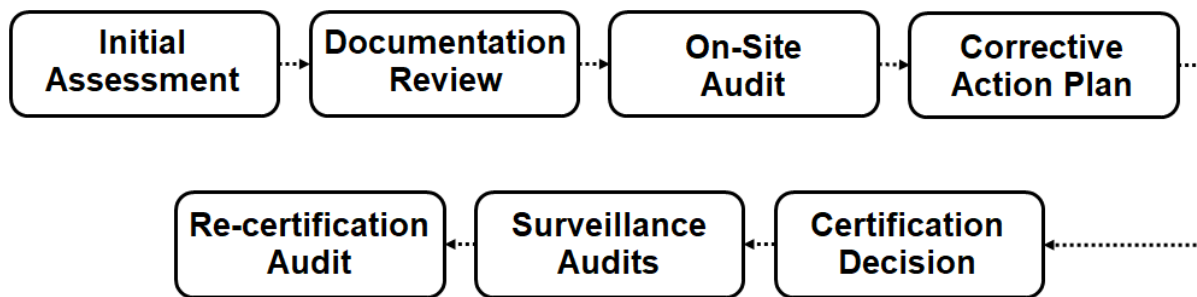 Initial
Assessment
Documentation
Review
On-Site
Audit
Corrective
Action Plan
Certification
Decision
Surveillance
Audits
Re-certification
Audit